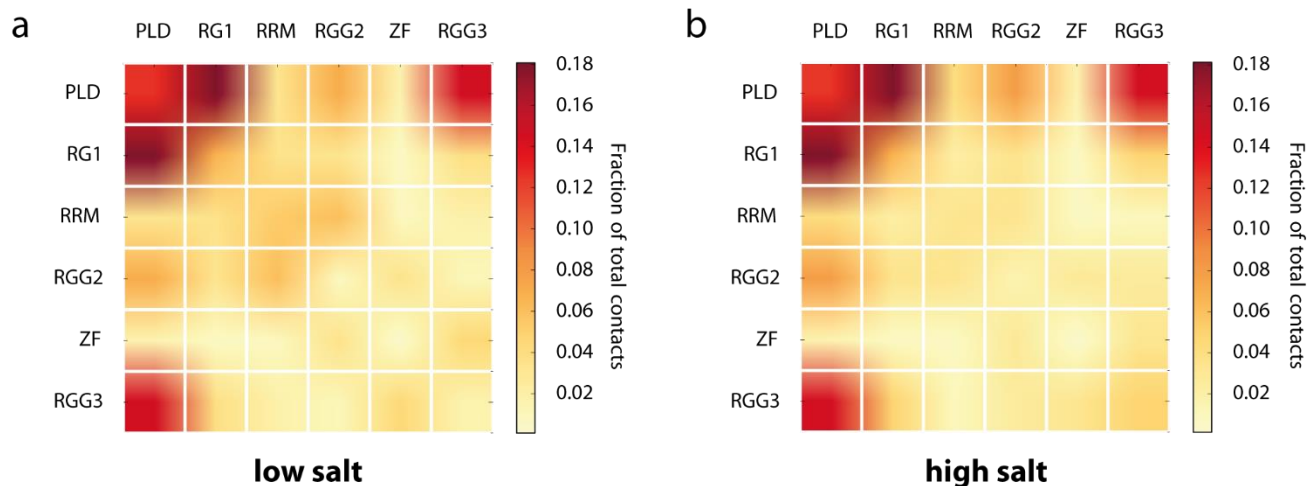 a
PLD RG1 RRM RGG2 ZF RGG3
PLD
RG1
RRM
RGG2
ZF
RGG3
0.18
0.16
0.14
0.12
0.10
0.08
0.06
0.04
0.02
Fraction of total contacts
low salt
b
PLD RG1 RRM RGG2 ZF RGG3
PLD
RG1
RRM
RGG2
ZF
RGG3
0.18
0.16
0.14
0.12
0.10
0.08
0.06
0.04
0.02
Fraction of total contacts
high salt